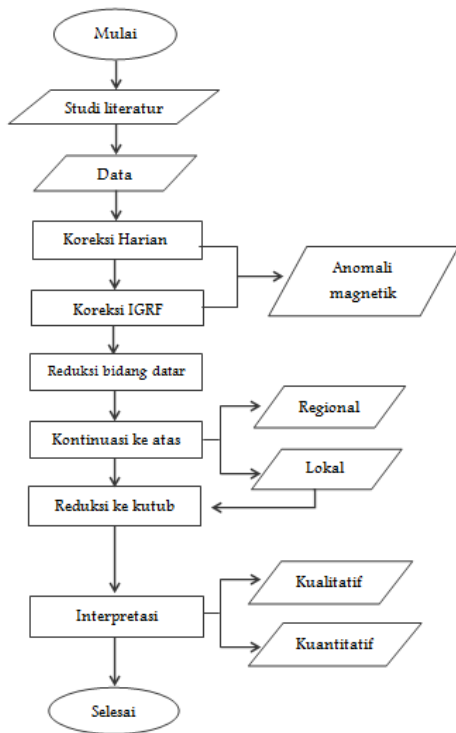 Mulai
Studi literatur
Data
Koreksi Harian
Anomali
magnetik
Koreksi IGRF
Reduksi bidang datar
Regional
Kontinuasi ke atas
Lokal
Reduksi ke kutub
Kualitatif
Interpretasi
Kuantitatif
Selesai